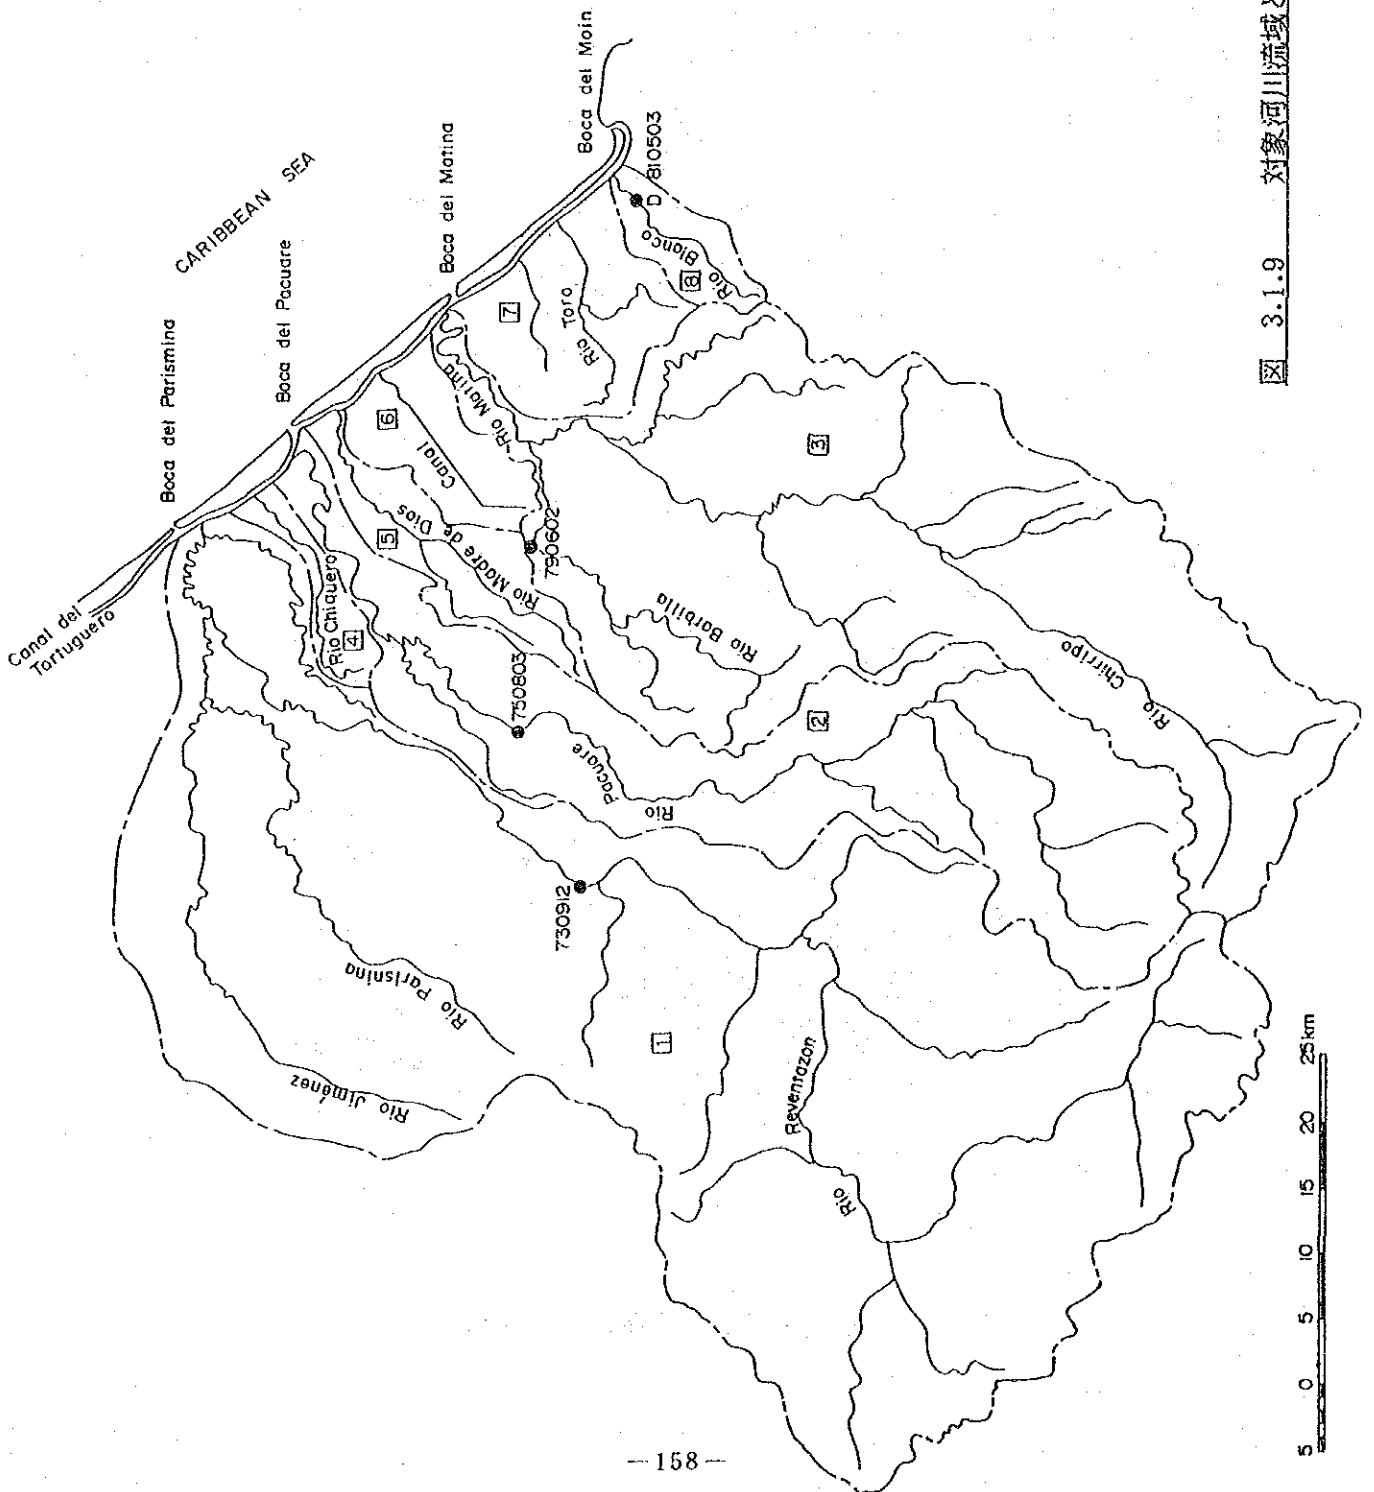 CARIBBEAN SEA
Canal del
Tortuguero
Boca del Parismina
Boca del Pacuare
Boca del Matina
Boca del Moin
Rio Jiménez
Rio Parisnina
Rio Chiquero
4
5
Rio Madre de Dios
6
Canal
Rio Matina
7
Rio Toro
8
Rio Blanco
D 810503
790602
750803
730912
Rio Pacuare
Rio Barbilla
3
2
1
Rio Chirripo
Rio Reventazon
5 0 5 10 15 20 25km
図 3.1.9 対象河川流域
-158-